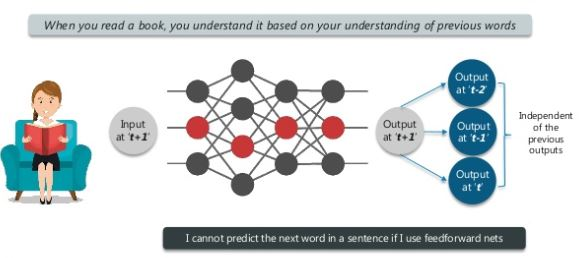 When you read a book, you understand it based on your understanding of previous words
Input
at 't+1'
Output
at 't+1'
Output
at 't-2'
Output
at 't-1'
Output
at 't'
Independent
of the
previous
outputs
I cannot predict the next word in a sentence if I use feedforward nets